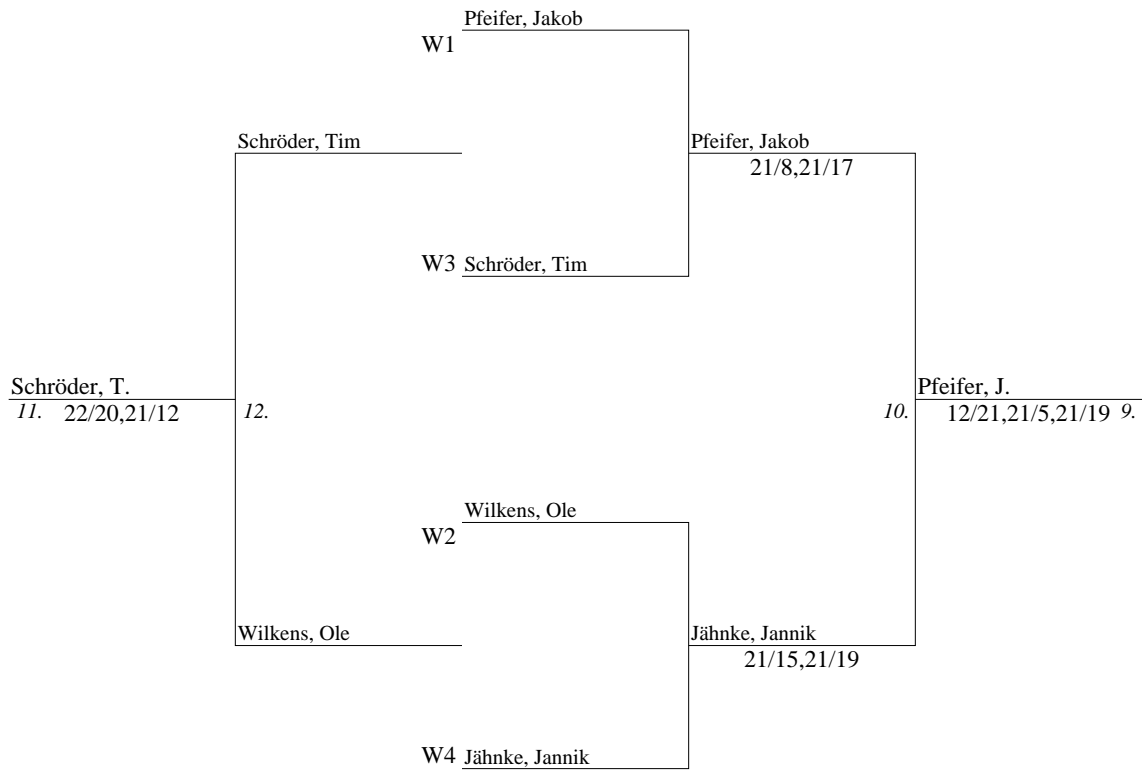 Pfeifer, Jakob
W1
Schröder, Tim
Pfeifer, Jakob
21/8,21/17
W3 Schröder, Tim
Schröder, T.
11. 22/20,21/12
12.
10.
Pfeifer, J.
12/21,21/5,21/19 9.
Wilkens, Ole
W2
Wilkens, Ole
Jähnke, Jannik
21/15,21/19
W4 Jähnke, Jannik